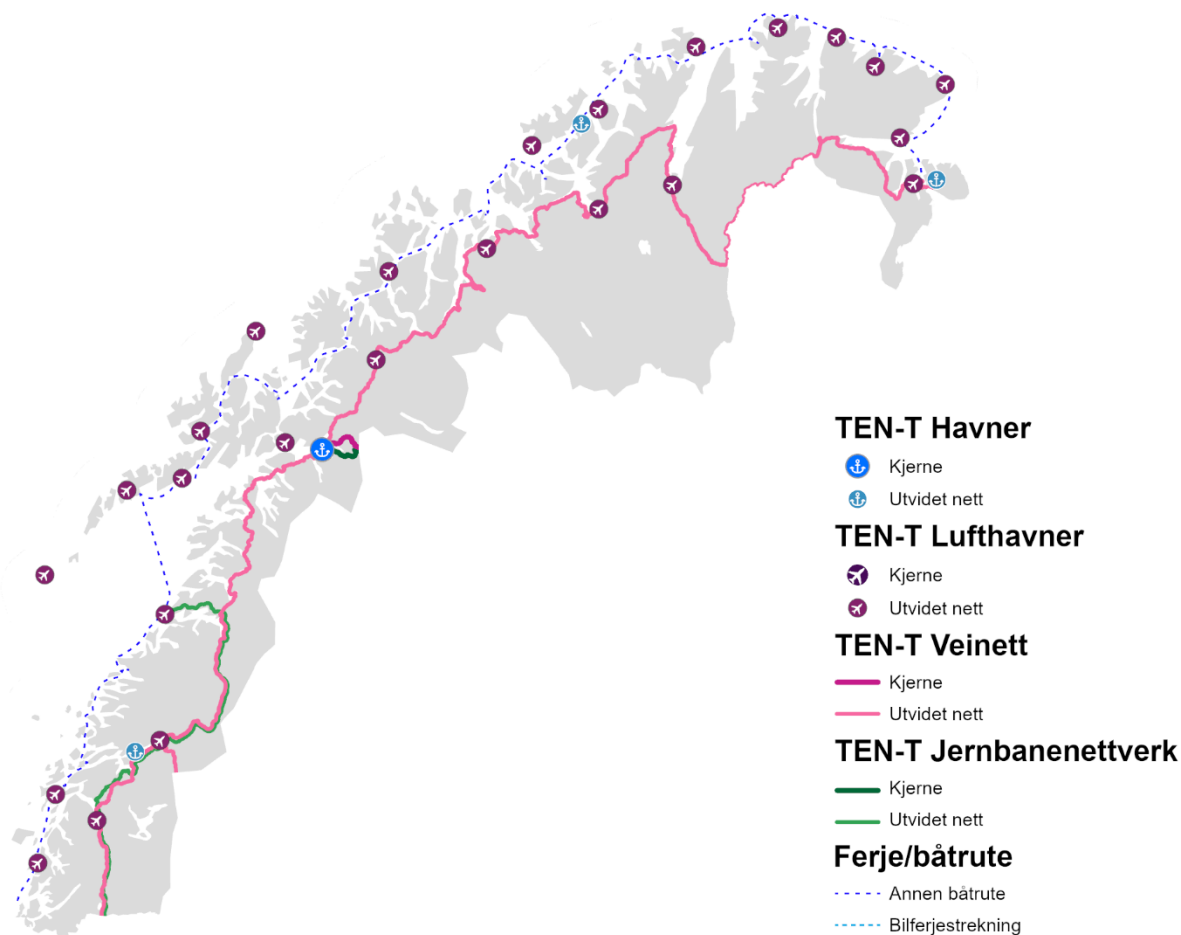 TEN-T Havner
Kjerne
Utvidet nett
TEN-T Lufthavner
Kjerne
Utvidet nett
TEN-T Veinett
Kjerne
Utvidet nett
TEN-T Jernbanenettverk
Kjerne
Utvidet nett
Ferje/båtrute
Annen båtrute
Bilferjestrekning